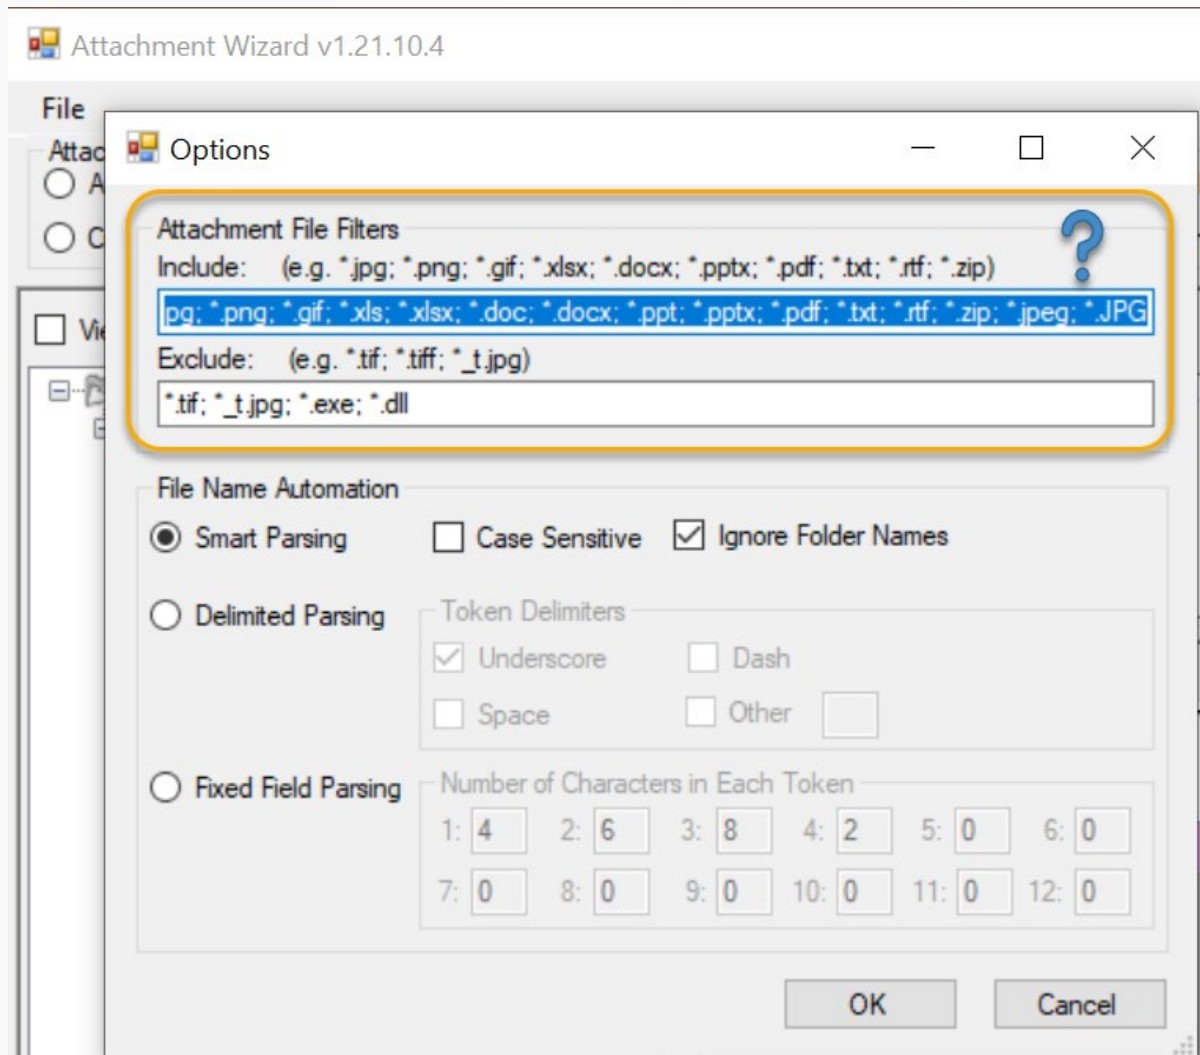 Attachment Wizard v1.21.10.4
File
Options
Attac
A
C
Attachment File Filters
?
Include: (e.g. *.jpg; *.png; *.gif; *.xlsx; *.docx; *.pptx; *.pdf; *.txt; *.rtf; *.zip)
pg; *.png; *.gif; *.xls; *.xlsx; *.doc; *.docx; *.ppt; *.pptx; *.pdf; *.txt; *.rtf; *.zip; *.jpeg; *.JPG
Vie
Exclude: (e.g. *.tif; *.tiff; *_t.jpg)
*.tif; *_t.jpg; *.exe; *.dll
File Name Automation
Smart Parsing Case Sensitive Ignore Folder Names
Delimited Parsing Token Delimiters
Underscore Dash
Space Other
Fixed Field Parsing Number of Characters in Each Token
1: 4 2: 6 3: 8 4: 2 5: 0 6: 0
7: 0 8: 0 9: 0 10: 0 11: 0 12: 0
OK Cancel